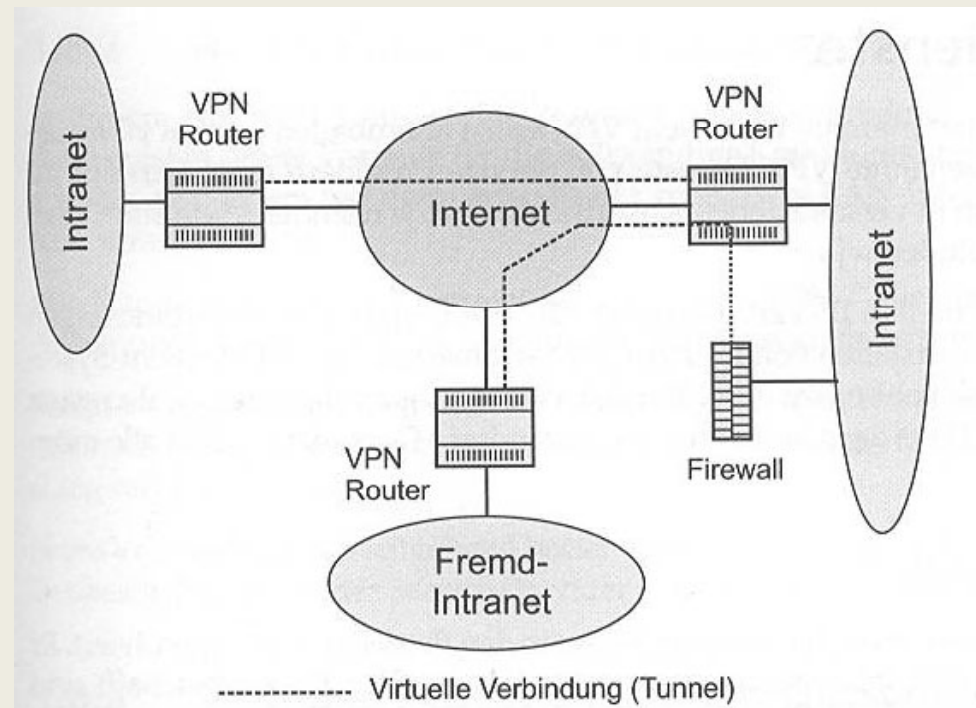 VPN
Router
VPN
Router
Intranet
Internet
Intranet
VPN
Router
Firewall
Fremd-
Intranet
Virtuelle Verbindung (Tunnel)